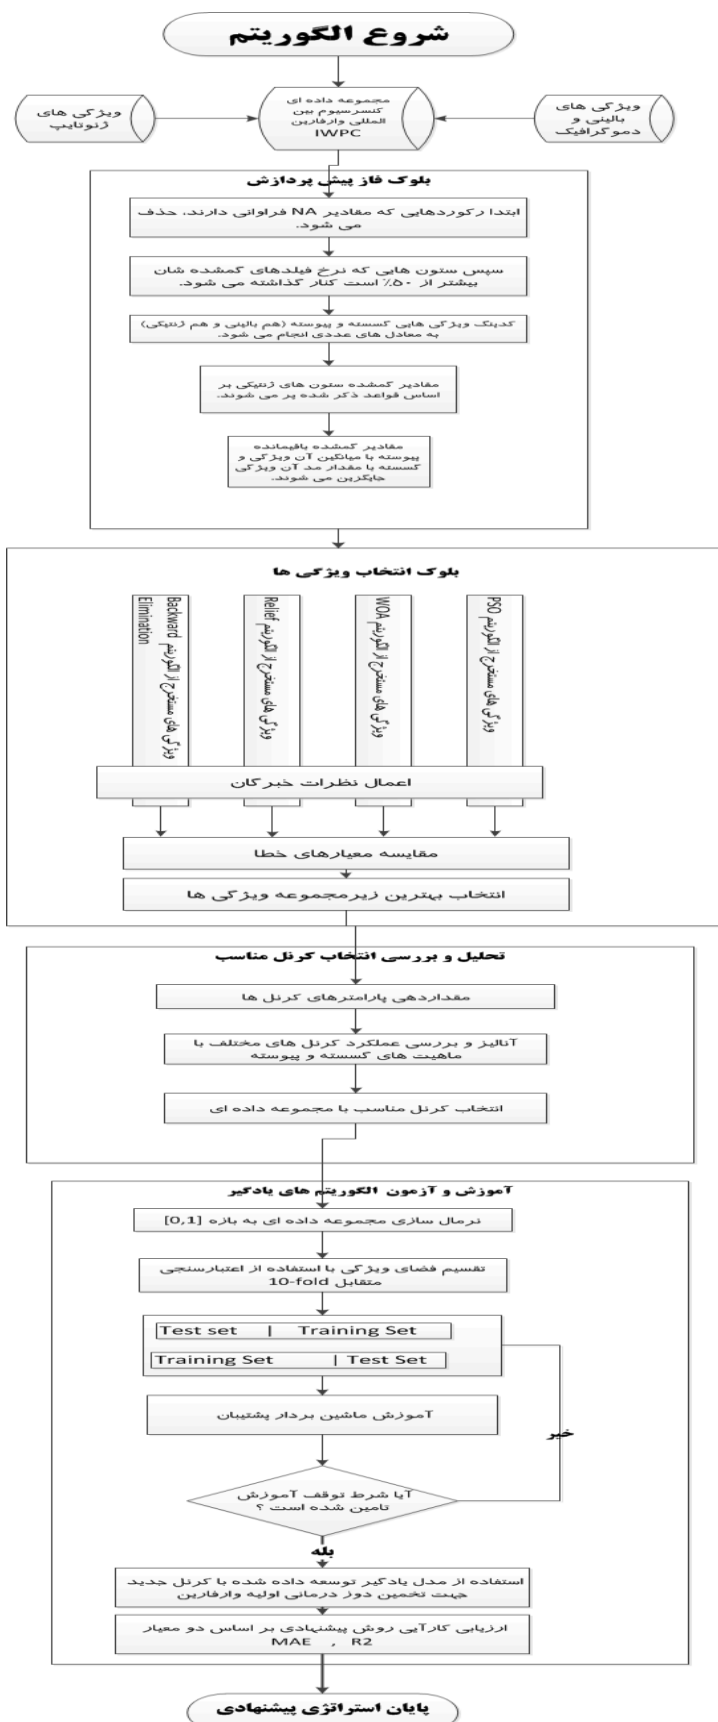 شروع الگوریتم
ویژگی های
بالینی و
دموگرافیک
مجموعه داده ای
کنسرسیوم بین
المللی وارفارین
IWPC
ویژگی های
ژنوتایپ
بلوک فاز پیش پردازش
ابتدا رکوردهایی که مقادیر NA فراوانی دارند، حذف
می شود.
سپس ستون هایی که نرخ فیلدهای گمشده شان
بیشتر از ۵۰٪ است کنار گذاشته می شود.
کدینگ ویژگی هایی گسسته و پیوسته (هم بالینی و هم ژنتیکی)
به معادل های عددی انجام می شود.
مقادیر گمشده ستون های ژنتیکی بر
اساس قواعد ذکر شده پر می شوند.
مقادیر گمشده باقیمانده
پیوسته با میانگین آن ویژگی و
گسسته با مقدار مد آن ویژگی
جایگزین می شوند.
بلوک انتخاب ویژگی ها
ویژگی های مستخرج از الگوریتم PSO
ویژگی های مستخرج از الگوریتم WOA
ویژگی های مستخرج از الگوریتم Relief
ویژگی های مستخرج از الگوریتم Backward
Elimination
اعمال نظرات خبرگان
مقایسه معیارهای خطا
انتخاب بهترین زیرمجموعه ویژگی ها
تحلیل و بررسی انتخاب کرنل مناسب
مقداردهی پارامترهای کرنل ها
آنالیز و بررسی عملکرد کرنل های مختلف با
ماهیت های گسسته و پیوسته
انتخاب کرنل مناسب با مجموعه داده ای
آموزش و آزمون الگوریتم های یادگیر
نرمال سازی مجموعه داده ای به بازه [0,1]
تقسیم فضای ویژگی با استفاده از اعتبارسنجی
متقابل 10-fold
Test set | Training Set
Training Set | Test Set
آموزش ماشین بردار پشتیبان
خیر
آیا شرط توقف آموزش
تامین شده است ؟
بله
استفاده از مدل یادگیر توسعه داده شده با کرنل جدید
جهت تخمین دوز درمانی اولیه وارفارین
ارزیابی کارآیی روش پیشنهادی بر اساس دو معیار
MAE , R2
پایان استراتژی پیشنهادی